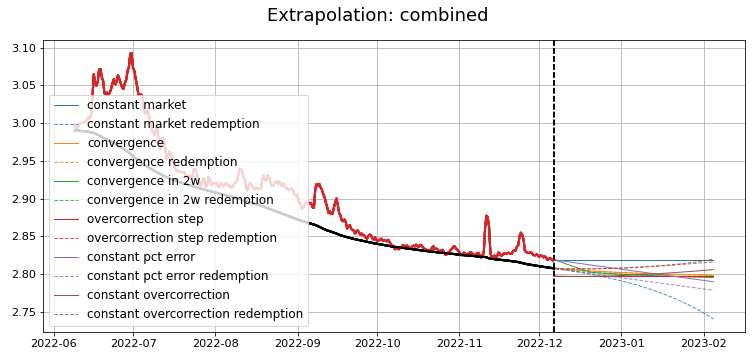 Extrapolation: combined
3.10
3.05
3.00
2.95
2.90
2.85
2.80
2.75
constant market
constant market redemption
convergence
convergence redemption
convergence in 2w
convergence in 2w redemption
overcorrection step
overcorrection step redemption
constant pct error
constant pct error redemption
constant overcorrection
constant overcorrection redemption
2022-06 2022-07 2022-08 2022-09 2022-10 2022-11 2022-12 2023-01 2023-02